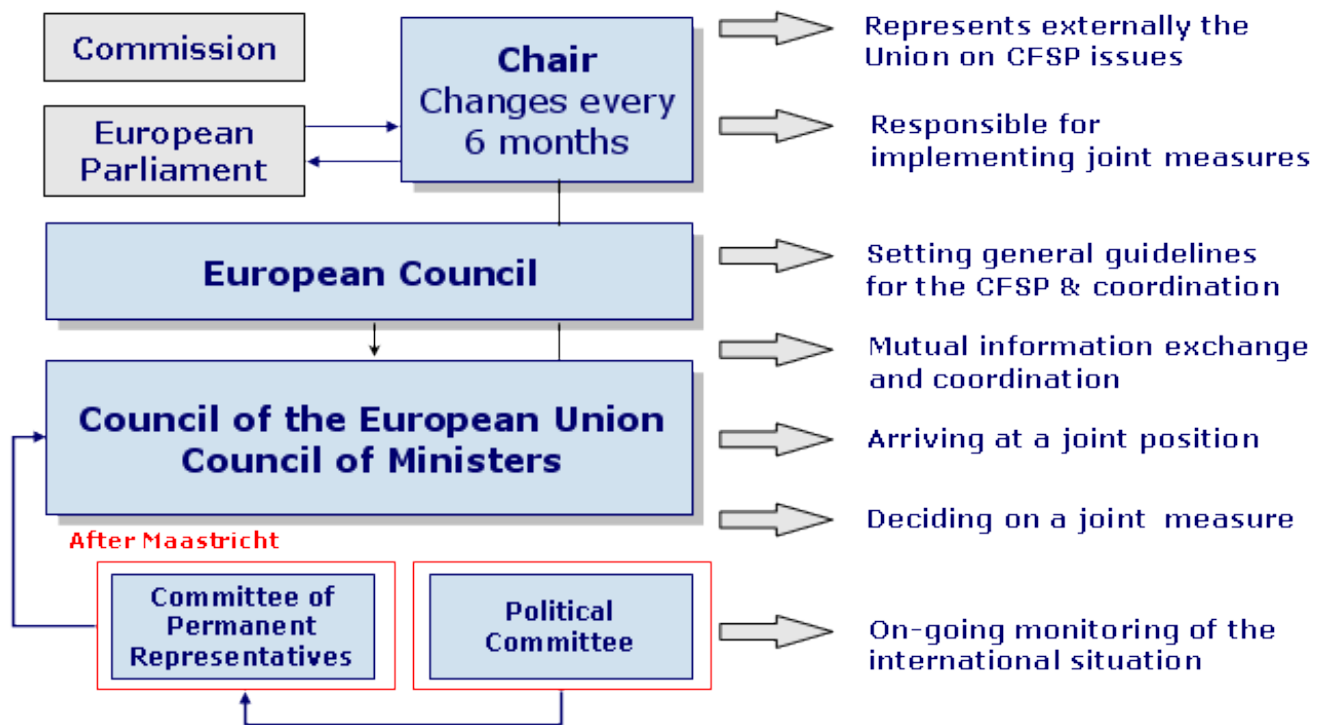 Commission
European
Parliament
Chair
Changes every
6 months
Represents externally the
Union on CFSP issues
Responsible for
implementing joint measures
European Council
Setting general guidelines
for the CFSP & coordination
Mutual information exchange
and coordination
Council of the European Union
Council of Ministers
Arriving at a joint position
Deciding on a joint measure
After Maastricht
Committee of
Permanent
Representatives
Political
Committee
On-going monitoring of the
international situation